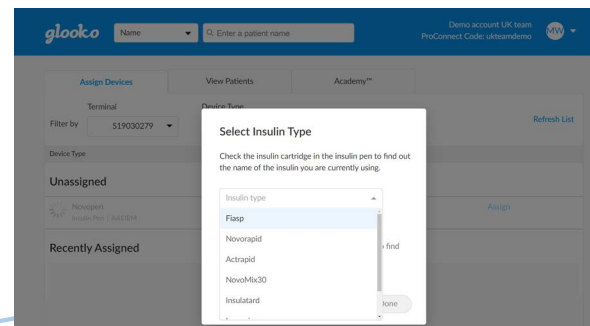 glooko
Name
Enter a patient name
Demo account UK team
ProConnect Code: ukteamdemo
MW
Assign Devices
View Patients
Academy™
Terminal
Device Type
Filter by
S19030279
Refresh List
Device Type
Unassigned
Novopen
Insulin Pen |
Assign
Recently Assigned
Select Insulin Type
Check the insulin cartridge in the insulin pen to find out
the name of the insulin you are currently using.
Insulin type
Fiasp
Novorapid
find
Actrapid
NovoMix30
Insulatard
Done